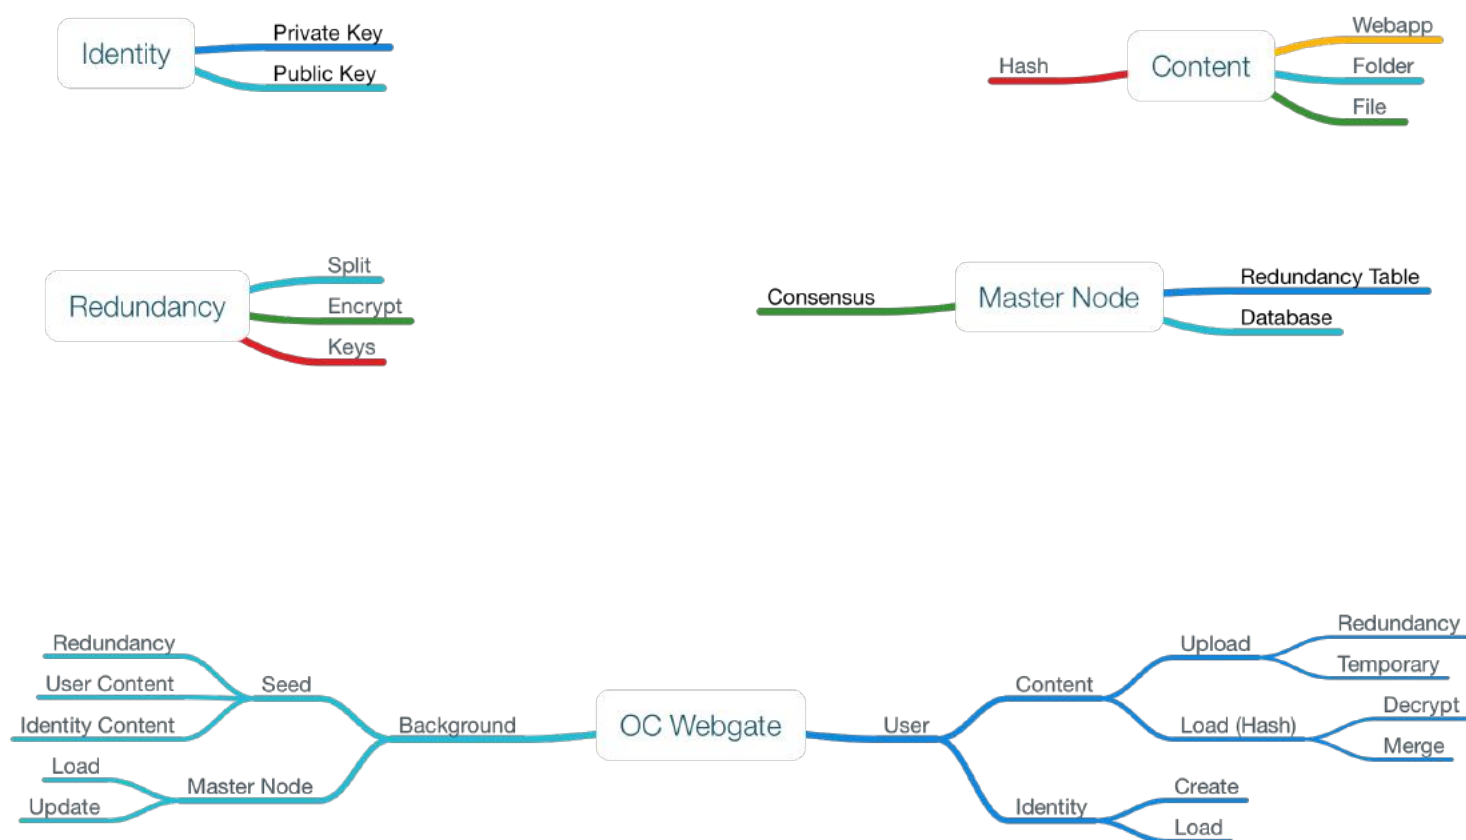 Identity
Private Key
Public Key
Hash
Content
Webapp
Folder
File
Redundancy
Split
Encrypt
Keys
Consensus
Master Node
Redundancy Table
Database
Redundancy
User Content
Identity Content
Seed
Load
Update
Master Node
Background
OC Webgate
User
Content
Upload
Redundancy
Temporary
Load (Hash)
Decrypt
Merge
Identity
Create
Load